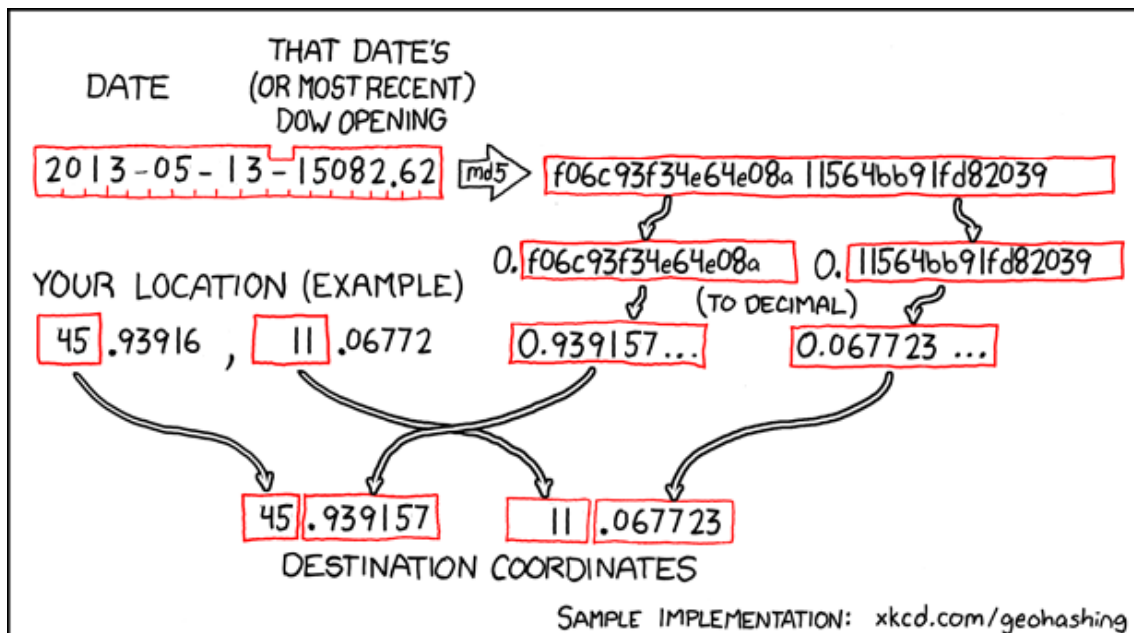 DATE
THAT DATE'S
(OR MOST RECENT)
DOW OPENING
2013-05-13-15082.62
md5
f06c93f34e64e08a 11564bb91fd82039
0. f06c93f34e64e08a
0. 11564bb91fd82039
(TO DECIMAL)
YOUR LOCATION (EXAMPLE)
45 .93916 , 11 .06772
0.939157...
0.067723 ...
45 .939157
11 .067723
DESTINATION COORDINATES
SAMPLE IMPLEMENTATION: xkcd.com/geohashing